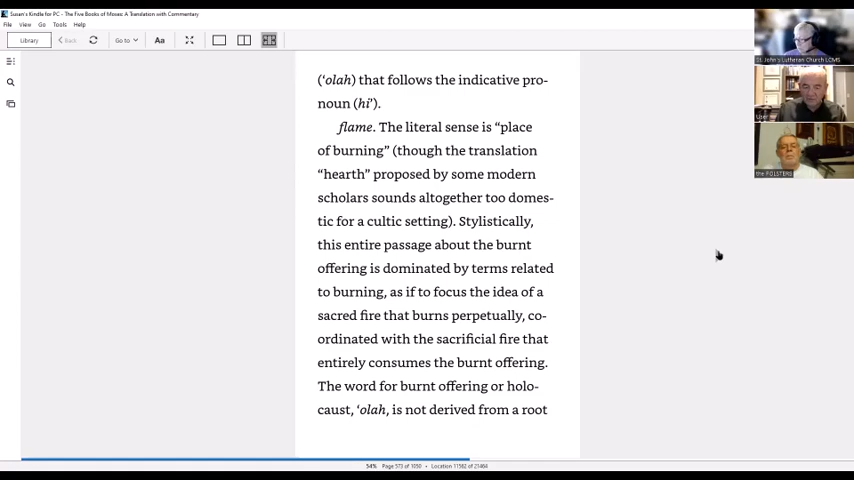 Susan's Kindle for PC - The Five Books of Moses: A Translation with Commentary
File View Go Tools Help
Library
Back
Go to
Aa
(‘olah) that follows the indicative pro-
noun (hi’).
flame. The literal sense is “place
of burning” (though the translation
“hearth” proposed by some modern
scholars sounds altogether too domes-
tic for a cultic setting). Stylistically,
this entire passage about the burnt
offering is dominated by terms related
to burning, as if to focus the idea of a
sacred fire that burns perpetually, co-
ordinated with the sacrificial fire that
entirely consumes the burnt offering.
The word for burnt offering or holo-
caust, ‘olah, is not derived from a root
54% Page 573 of 1050 • Location 11582 of 21464
St. John's Lutheran Church LCMS
User
the FOLSTERS